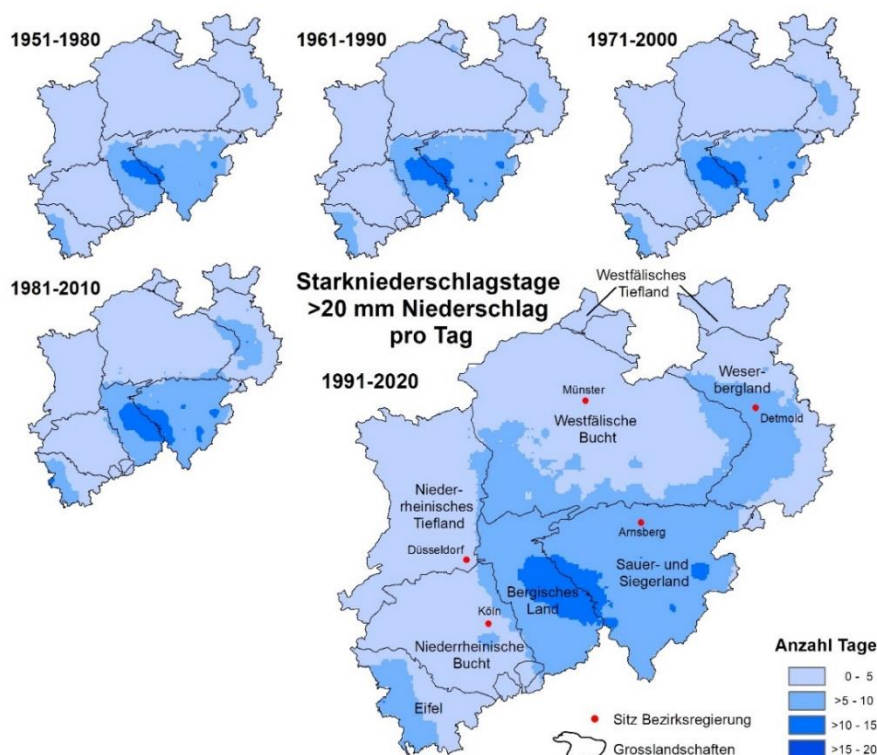 1951-1980
1961-1990
1971-2000
1981-2010
Starkniederschlagstage
>20 mm Niederschlag
pro Tag
1991-2020
Westfälisches
Tiefland
Weser-
bergland
Münster
Westfälische
Bucht
Detmold
Nieder-
rheinisches
Tiefland
Arnsberg
Düsseldorf
Sauer- und
Siegerland
Bergisches
Land
Köln
Niederrheinische
Bucht
Eifel
Anzahl Tage
0 - 5
>5 - 10
>10 - 15
>15 - 20
Sitz Bezirksregierung
Grosslandschaften